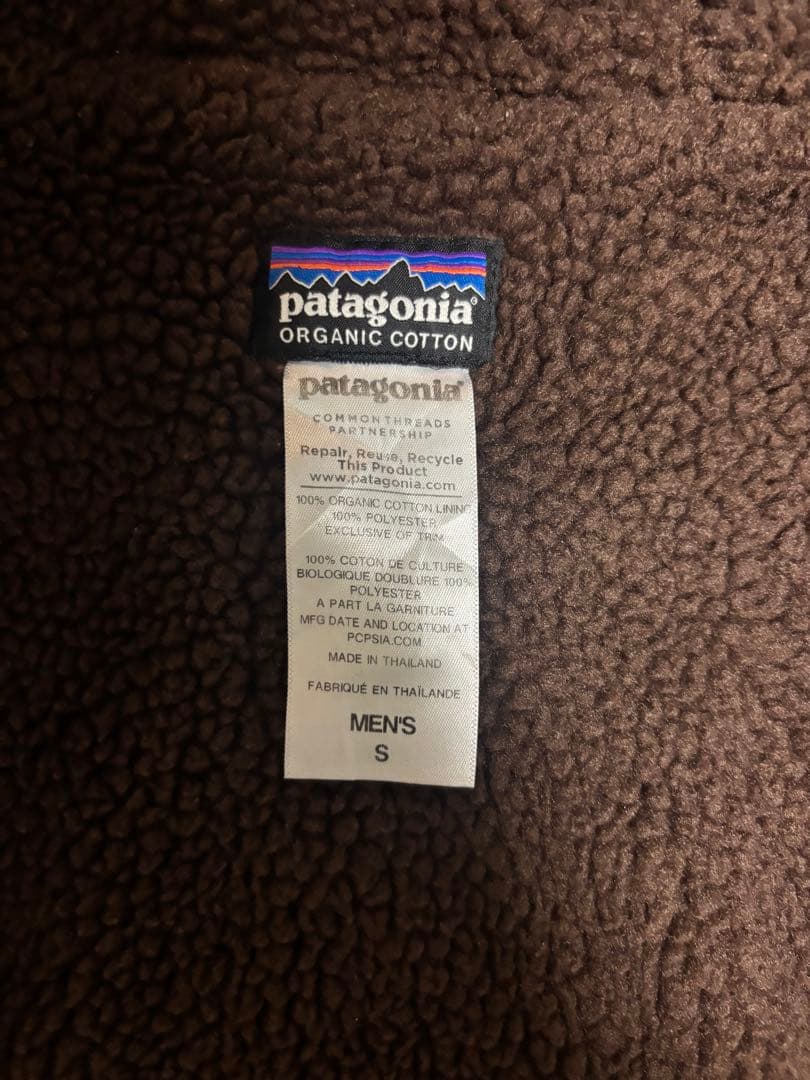 patagonia®
ORGANIC COTTON
patagonia®
COMMON THREADS
PARTNERSHIP
Repair, Reuse, Recycle
This Product
www.patagonia.com
100% ORGANIC COTTON LINING
100% POLYESTER
EXCLUSIVE OF TRIM
100% COTON DE CULTURE
BIOLOGIQUE DOUBLURE 100%
POLYESTER
A PART LA GARNITURE
MFG DATE AND LOCATION AT
PCPSIA.COM
MADE IN THAILAND
FABRIQUÉ EN THAÏLANDE
MEN'S
S